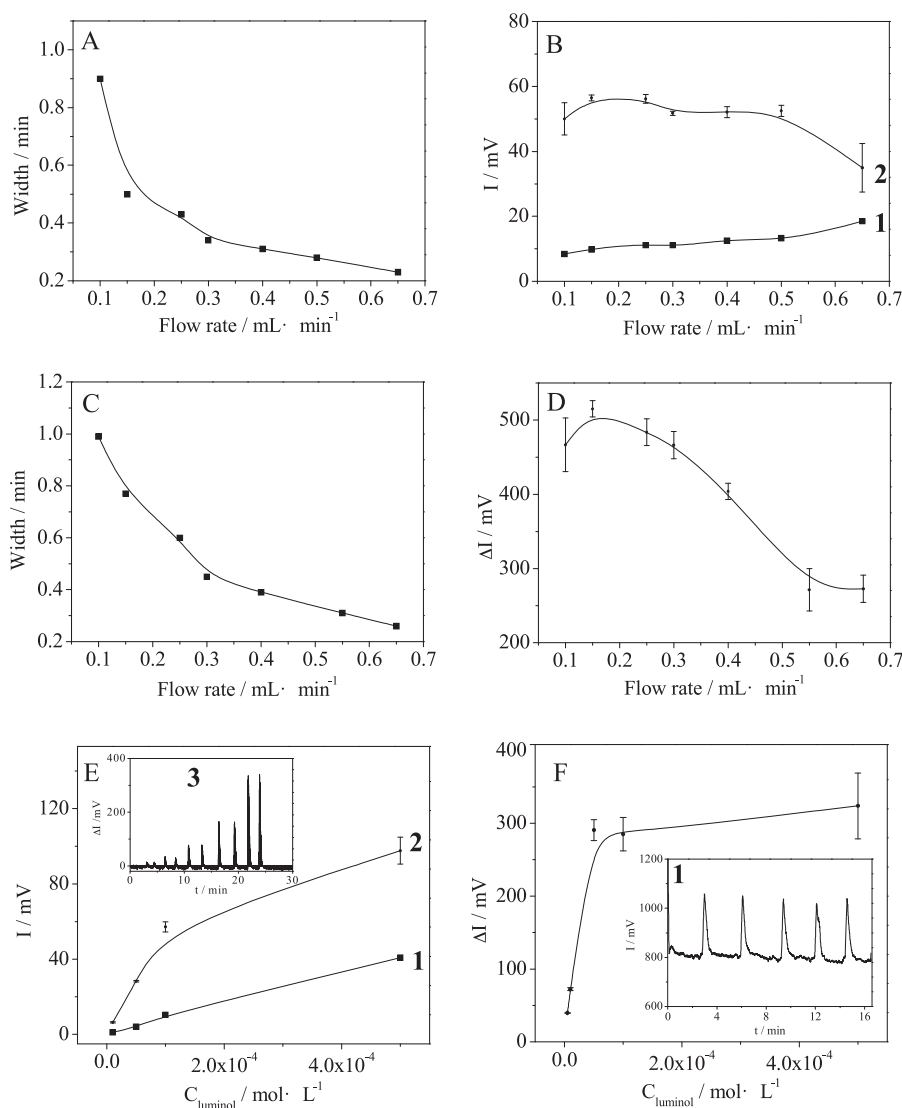 A
Width / min
1.0
0.8
0.6
0.4
0.2
0.1 0.2 0.3 0.4 0.5 0.6 0.7
Flow rate / mL· min⁻¹
B
I / mV
80
60
40
20
0
2
1
0.1 0.2 0.3 0.4 0.5 0.6 0.7
Flow rate / mL· min⁻¹
C
Width / min
1.2
1.0
0.8
0.6
0.4
0.2
0.1 0.2 0.3 0.4 0.5 0.6 0.7
Flow rate / mL· min⁻¹
D
ΔI / mV
500
400
300
200
0.1 0.2 0.3 0.4 0.5 0.6 0.7
Flow rate / mL· min⁻¹
E
I / mV
120
80
40
0
3
ΔI / mV
400
200
0
0 10 20 30
t / min
2
1
0.0 2.0x10⁻⁴ 4.0x10⁻⁴
C luminol / mol· L⁻¹
F
ΔI / mV
400
300
200
100
0
1
I / mV
1200
1000
800
600
0 4 8 12 16
t / min
0.0 2.0x10⁻⁴ 4.0x10⁻⁴
C luminol / mol· L⁻¹